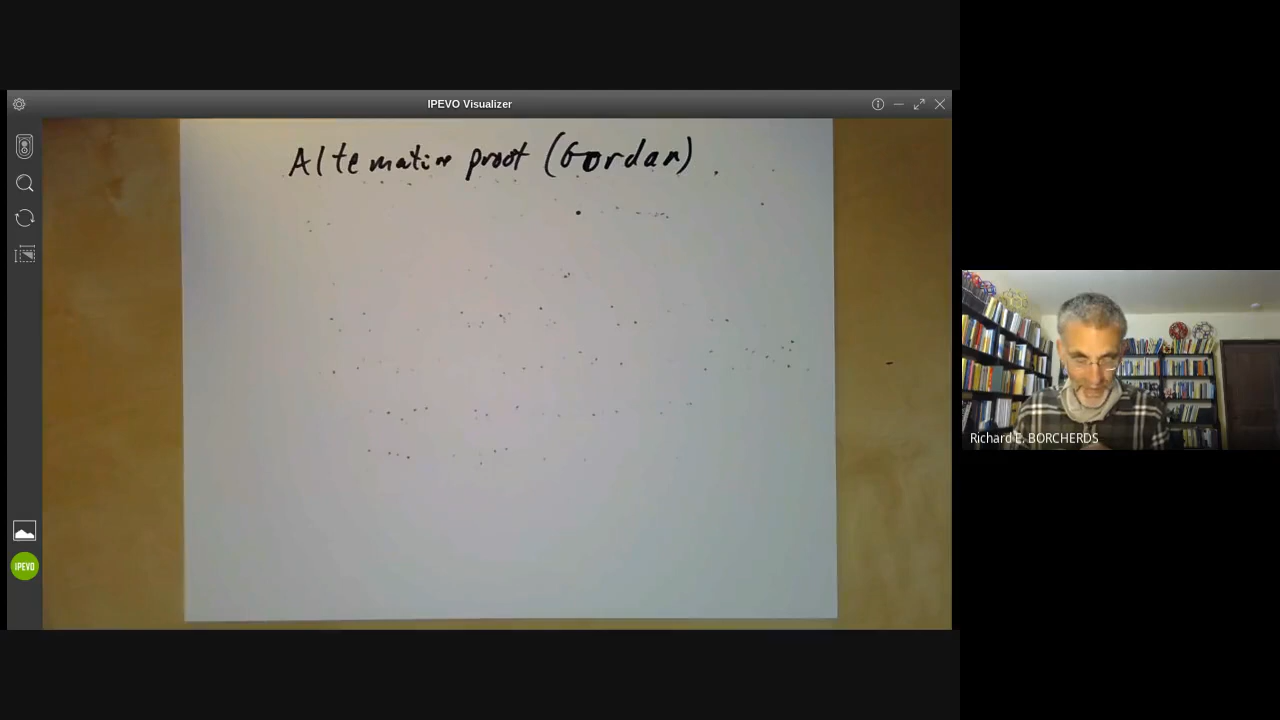 IPEVO Visualizer
Alternative proof (Gordan).
IPEVO
Richard E. BORCHERDS